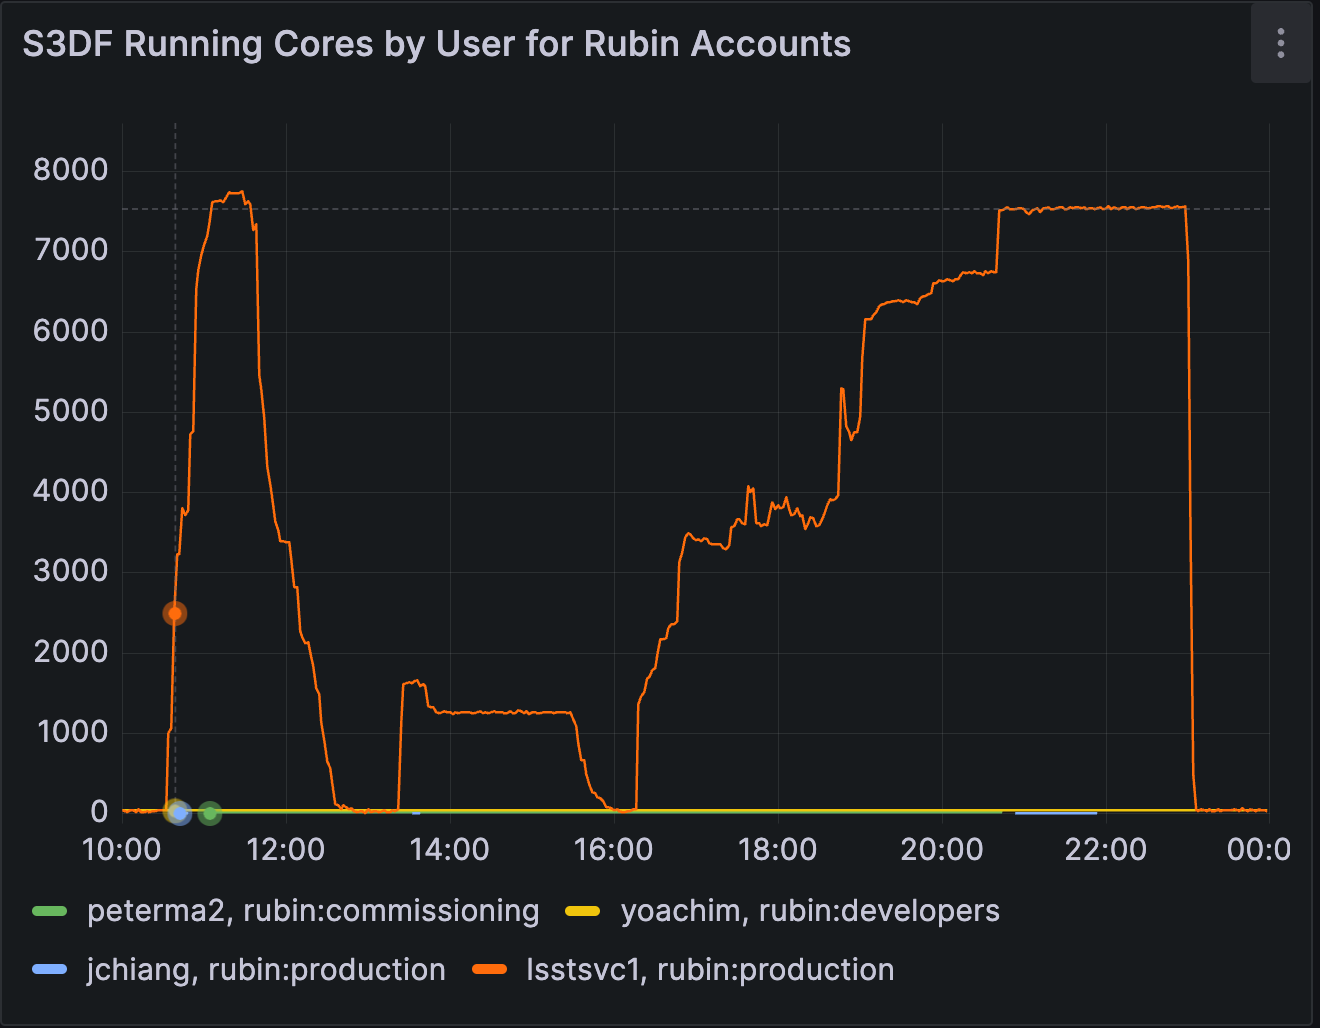 S3DF Running Cores by User for Rubin Accounts
8000
7000
6000
5000
4000
3000
2000
1000
0
10:00 12:00 14:00 16:00 18:00 20:00 22:00 00:0
peterma2, rubin:commissioning yoachim, rubin:developers
jchiang, rubin:production lsstsvc1, rubin:production